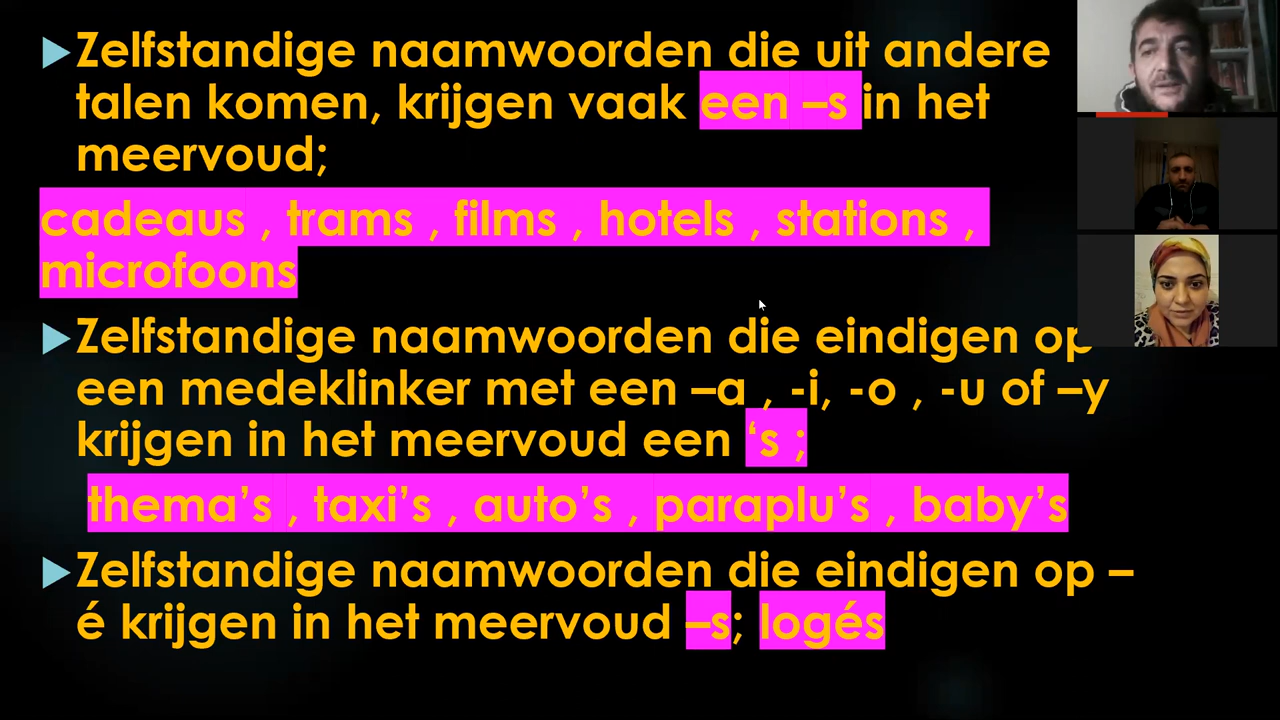 Zelfstandige naamwoorden die uit andere
talen komen, krijgen vaak een –s in het
meervoud;
cadeaus , trams , films , hotels , stations ,
microfoons
Zelfstandige naamwoorden die eindigen op
een medeklinker met een –a , -i, -o , -u of –y
krijgen in het meervoud een ‘s ;
thema’s , taxi’s , auto’s , paraplu’s , baby’s
Zelfstandige naamwoorden die eindigen op –
é krijgen in het meervoud –s; logés